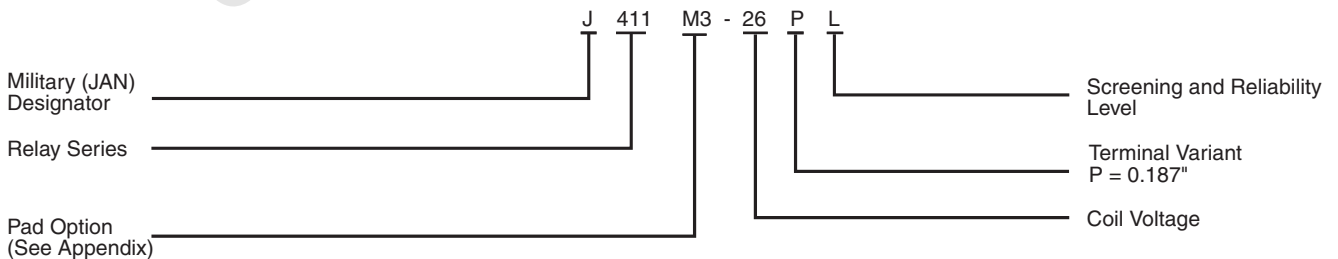 J 411 M3 - 26 P L
Military (JAN)
Designator
Relay Series
Pad Option
(See Appendix)
Screening and Reliability
Level
Terminal Variant
P = 0.187"
Coil Voltage